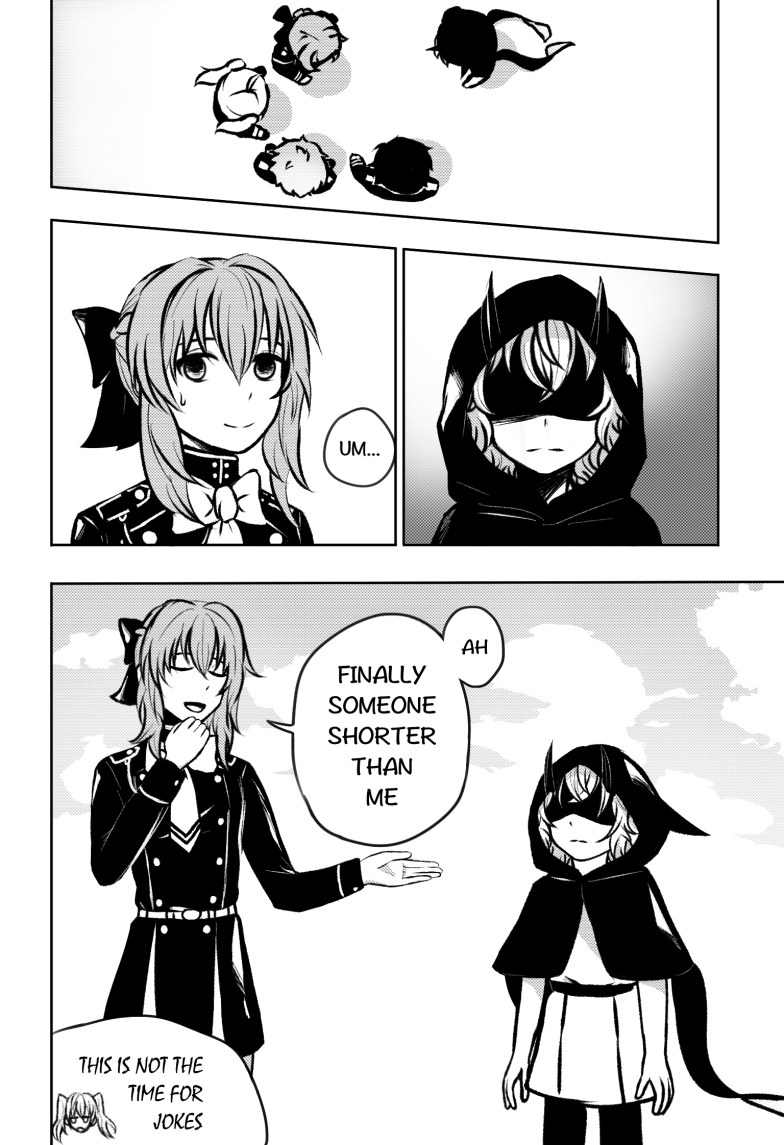 UM...
AH
FINALLY
SOMEONE
SHORTER
THAN
ME
THIS IS NOT THE
TIME FOR
JOKES